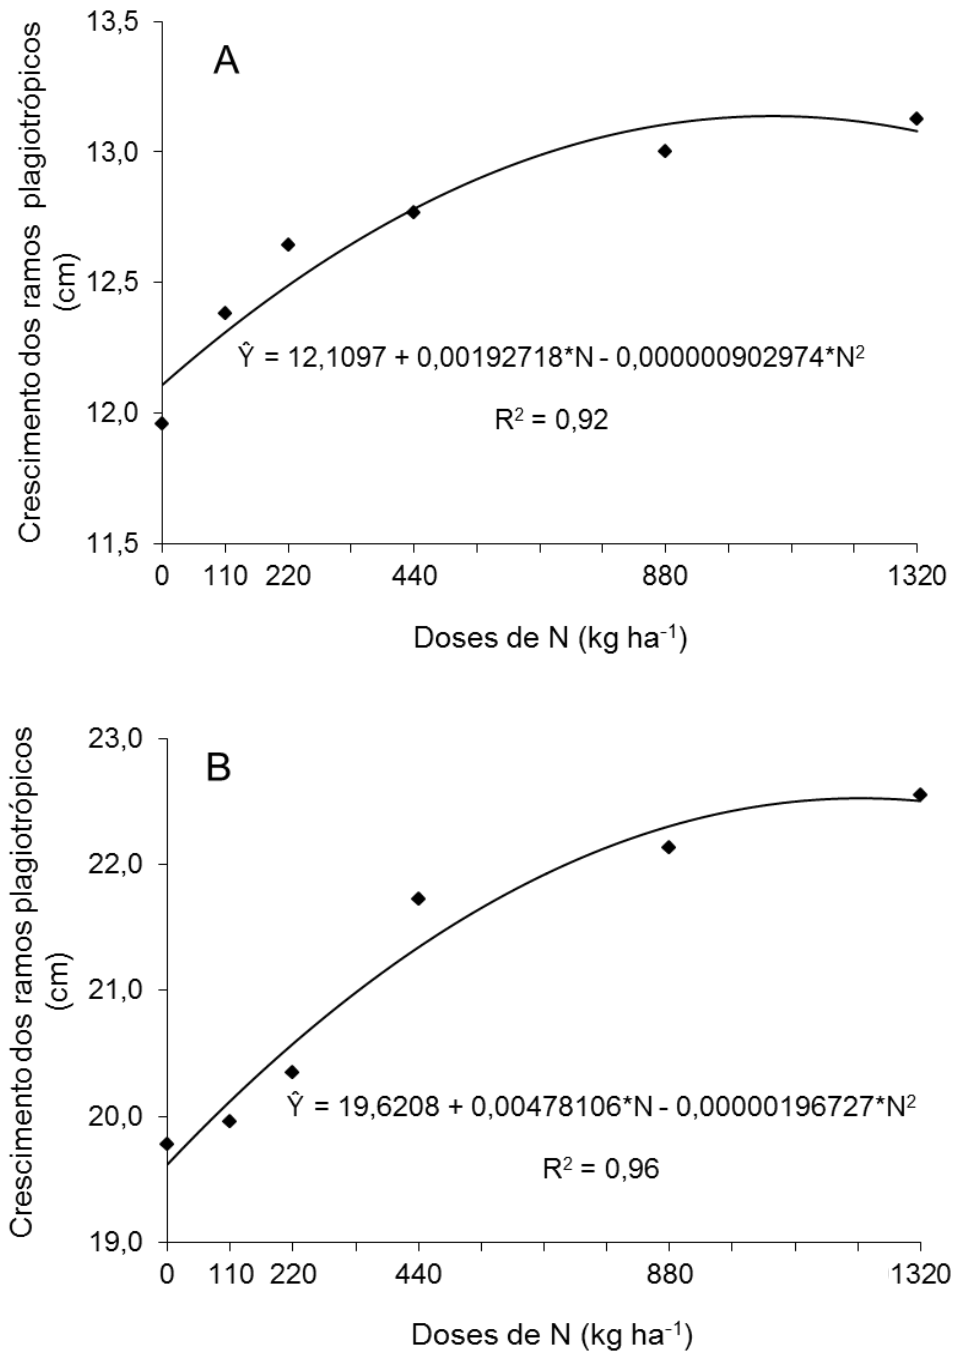 Crescimento dos ramos plagiotrópicos
(cm)
13,5
13,0
12,5
12,0
11,5
A
Ŷ = 12,1097 + 0,00192718*N - 0,000000902974*N²
R² = 0,92
0 110 220 440 880 1320
Doses de N (kg ha⁻¹)
Crescimento dos ramos plagiotrópicos
(cm)
23,0
22,0
21,0
20,0
19,0
B
Ŷ = 19,6208 + 0,00478106*N - 0,00000196727*N²
R² = 0,96
0 110 220 440 880 1320
Doses de N (kg ha⁻¹)